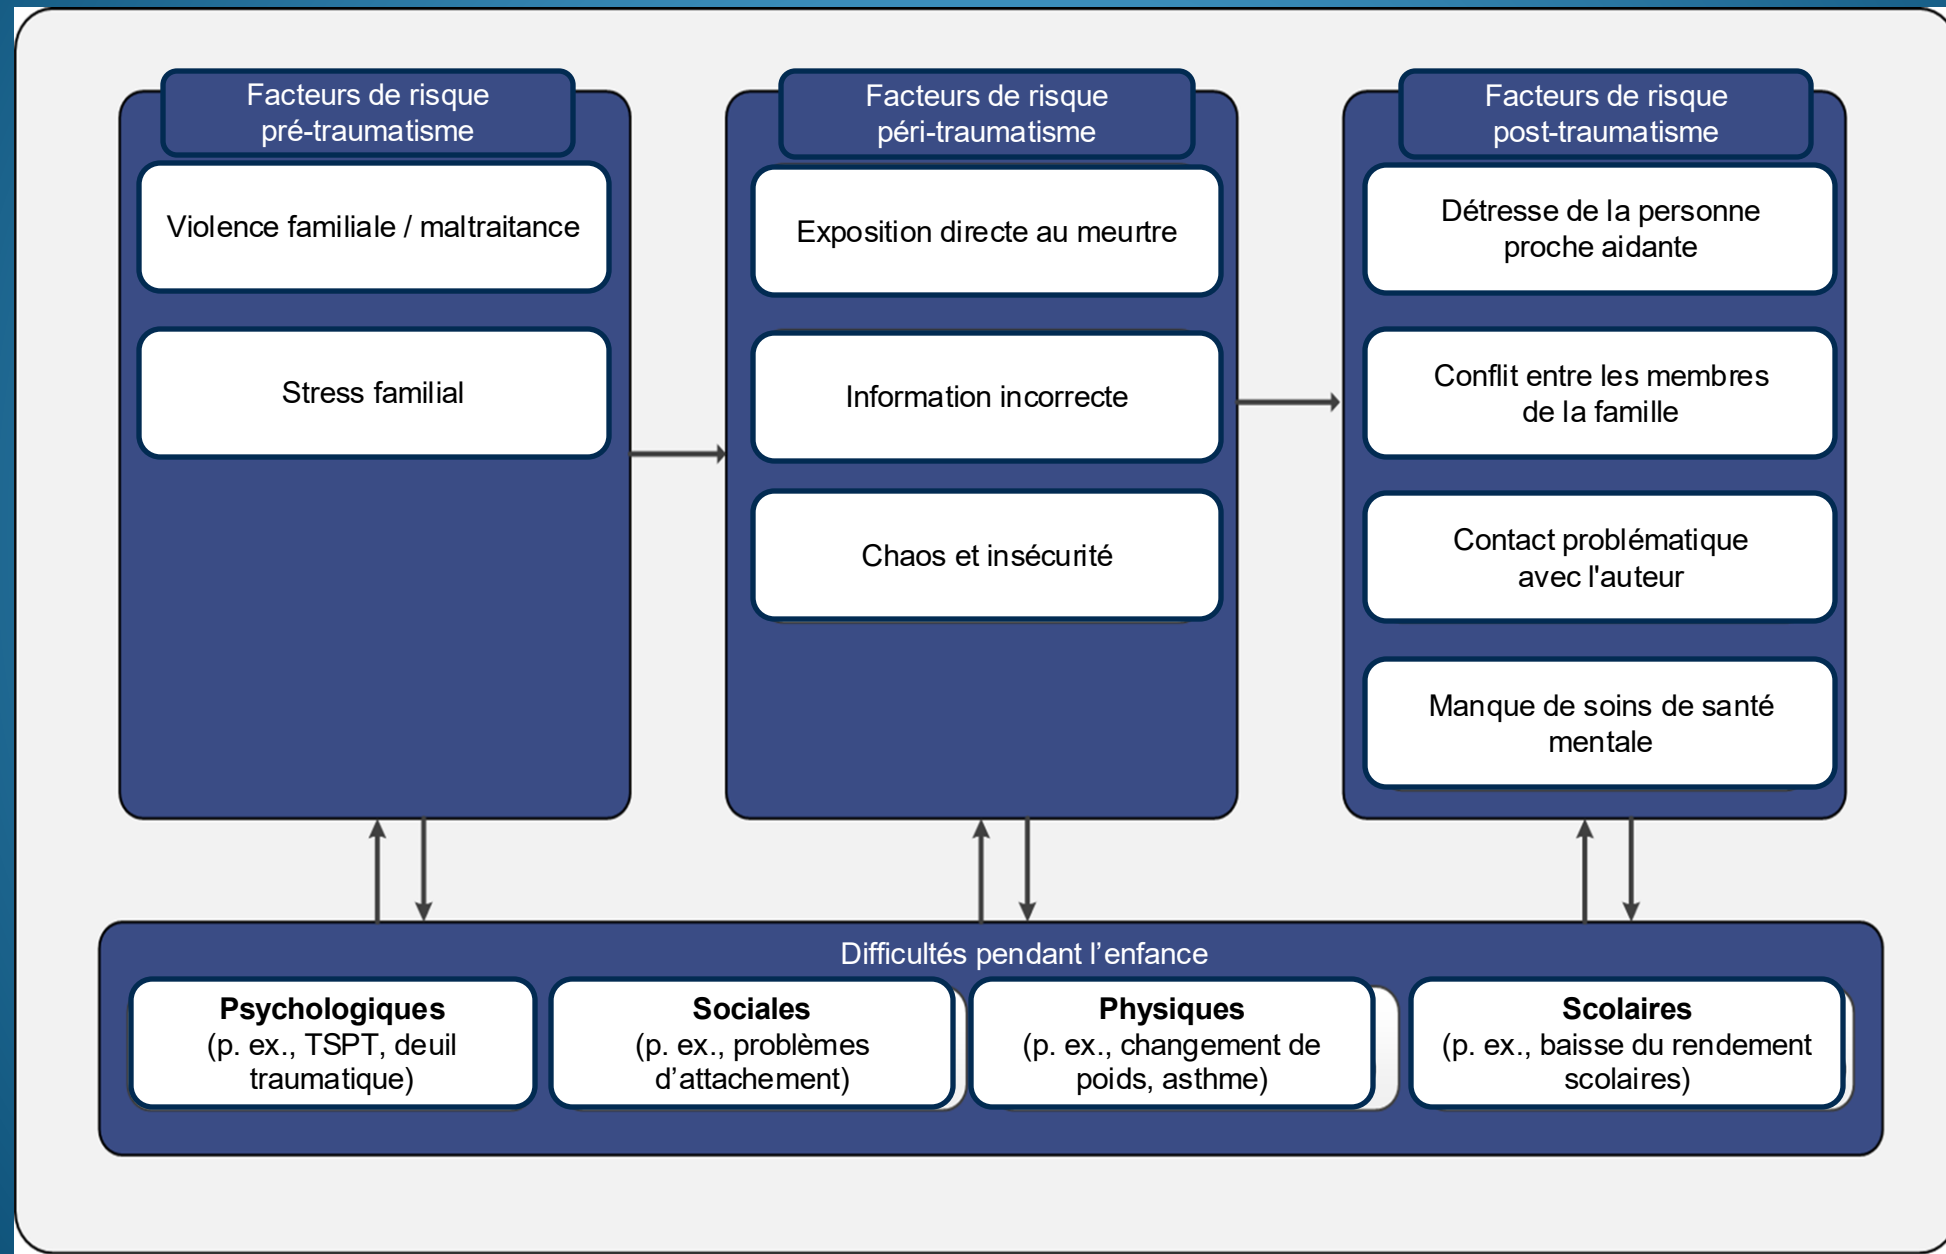 Facteurs de risque
pré-traumatisme
Violence familiale / maltraitance
Stress familial
Facteurs de risque
péri-traumatisme
Exposition directe au meurtre
Information incorrecte
Chaos et insécurité
Facteurs de risque
post-traumatisme
Détresse de la personne
proche aidante
Conflit entre les membres
de la famille
Contact problématique
avec l'auteur
Manque de soins de santé
mentale
Difficultés pendant l’enfance
Psychologiques
(p. ex., TSPT, deuil
traumatique)
Sociales
(p. ex., problèmes
d’attachement)
Physiques
(p. ex., changement de
poids, asthme)
Scolaires
(p. ex., baisse du rendement
scolaires)